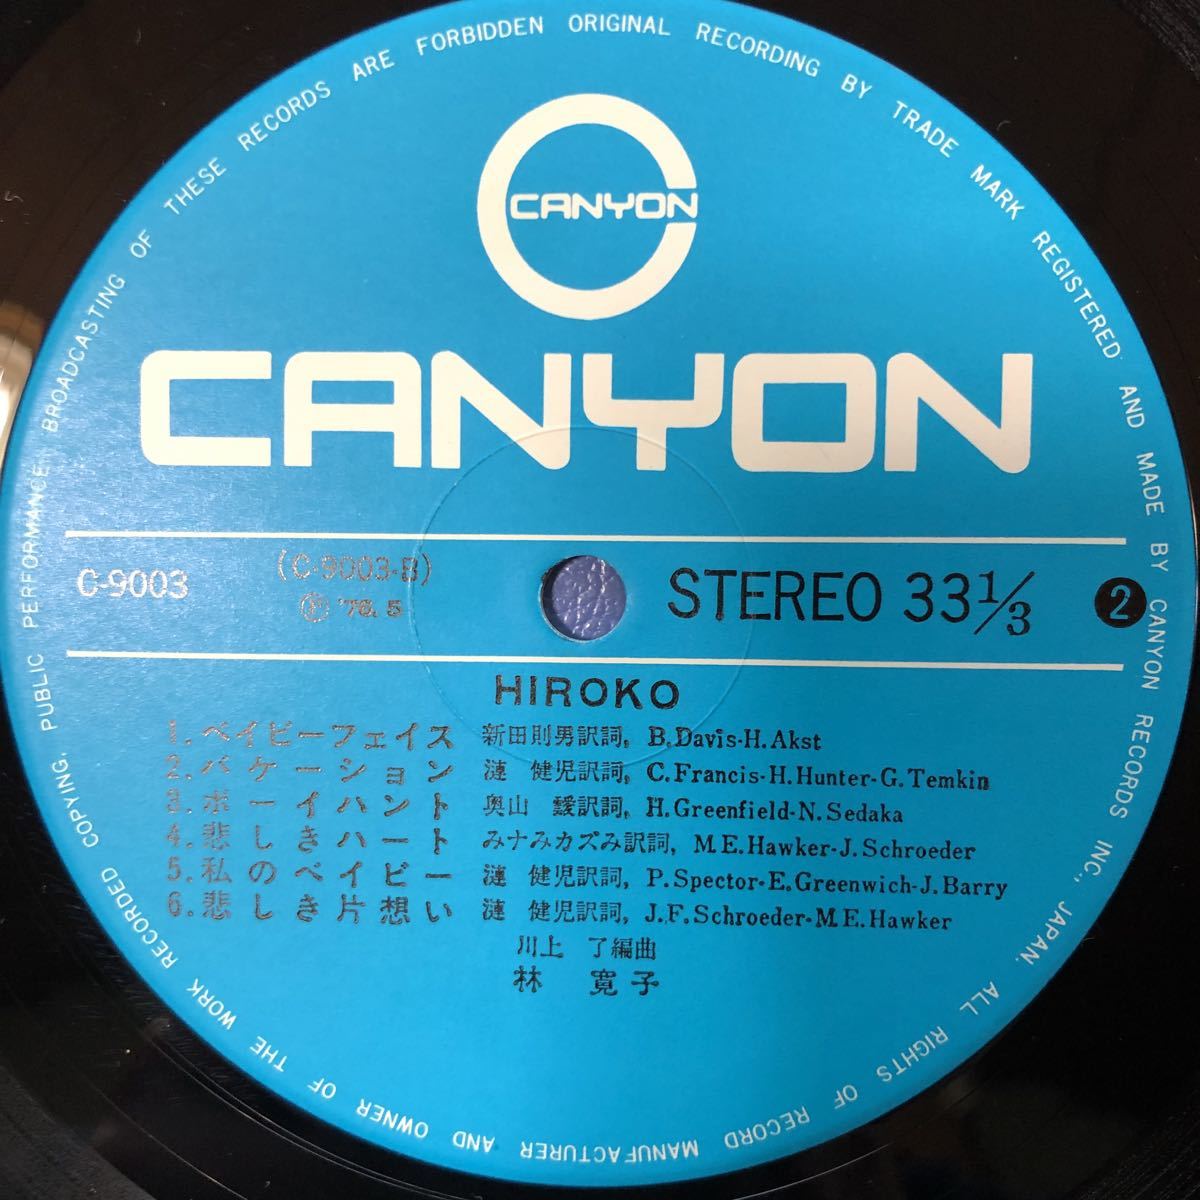 CANYON
CANYON
C-9003
(C-9003-B)
Ⓟ '76. 5
STEREO 33 1/3
2
HIROKO
1. ベイビーフェイス 新田則男訳詞, B.Davis-H.Akst
2. バケーション 漣 健児訳詞, C.Francis-H.Hunter-G.Temkin
3. ボーイハント 奥山 靉訳詞, H.Greenfield-N.Sedaka
4. 悲しきハート みナみカズみ訳詞, M.E.Hawker-J.Schroeder
5. 私のベイビー 漣 健児訳詞, P.Spector-E.Greenwich-J.Barry
6. 悲しき片想い 漣 健児訳詞, J.F.Schroeder-M.E.Hawker
川上 了編曲
林 寛子
ALL RIGHTS OF RECORD MANUFACTURER AND OWNER OF THE WORK RECORDED COPYING, PUBLIC PERFORMANCE BROADCASTING OF THESE RECORDS ARE FORBIDDEN ORIGINAL RECORDING BY TRADE MARK REGISTERED AND MADE BY CANYON RECORDS INC., JAPAN.